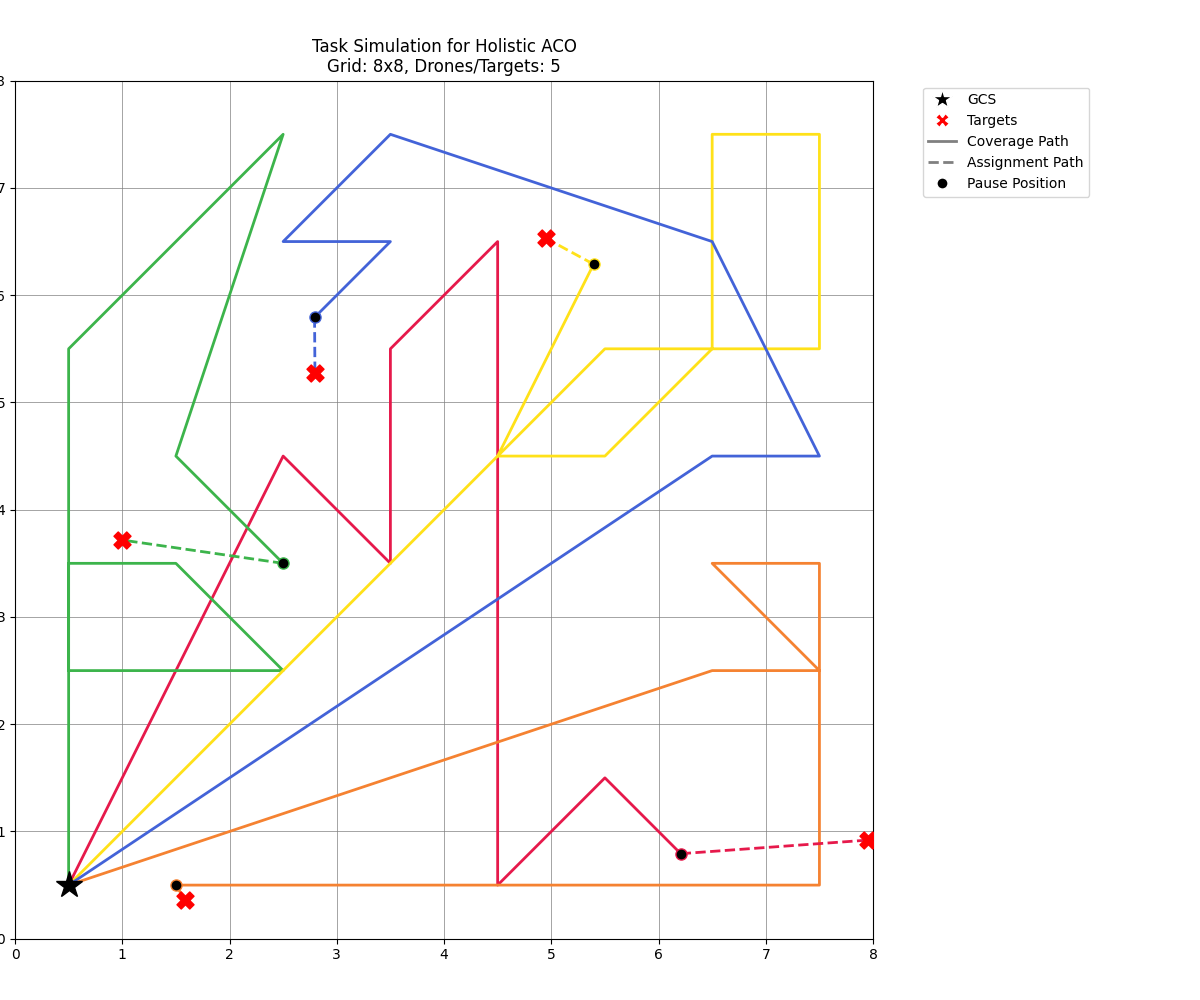 Task Simulation for Holistic ACO
Grid: 8x8, Drones/Targets: 5
GCS
Targets
Coverage Path
Assignment Path
Pause Position
8
7
6
5
4
3
2
1
0
0 1 2 3 4 5 6 7 8